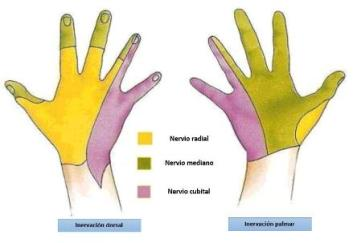 Nervio radial
Nervio mediano
Nervio cubital
Inervación dorsal
Inervación palmar